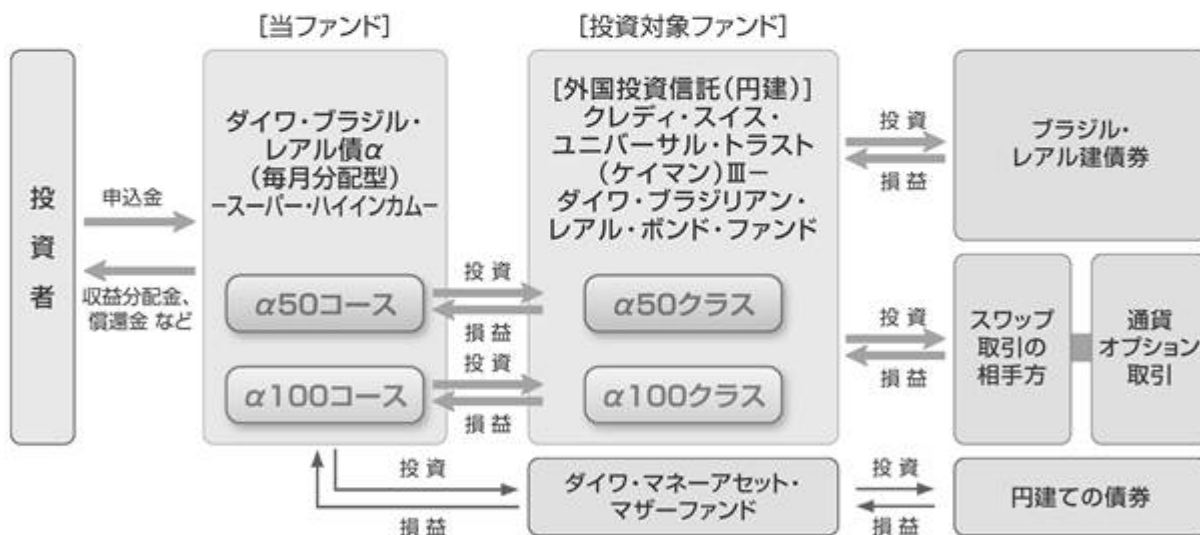 [当ファンド]
[投資対象ファンド]
投資者
申込金
収益分配金、
償還金 など
ダイワ・ブラジル・
レアル債α
(毎月分配型)
－スーパー・ハイインカム－
α50コース
α100コース
投 資
損 益
投 資
損 益
[外国投資信託(円建)]
クレディ・スイス・
ユニバーサル・トラスト
(ケイマン)Ⅲ－
ダイワ・ブラジリアン・
レアル・ボンド・ファンド
α50クラス
α100クラス
投 資
損 益
ブラジル・
レアル建債券
投 資
損 益
スワップ
取引の
相手方
通貨
オプション
取引
投 資
損 益
ダイワ・マネーアセット・
マザーファンド
投 資
損 益
円建ての債券